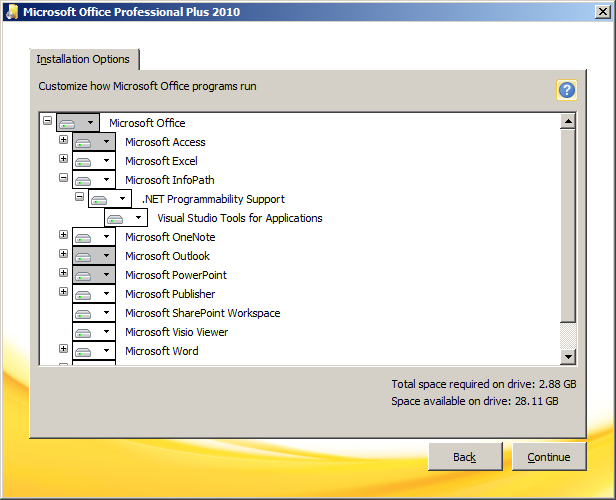 Microsoft Office Professional Plus 2010
Installation Options
Customize how Microsoft Office programs run
?
Microsoft Office
Microsoft Access
Microsoft Excel
Microsoft InfoPath
.NET Programmability Support
Visual Studio Tools for Applications
Microsoft OneNote
Microsoft Outlook
Microsoft PowerPoint
Microsoft Publisher
Microsoft SharePoint Workspace
Microsoft Visio Viewer
Microsoft Word
Total space required on drive: 2.88 GB
Space available on drive: 28.11 GB
Back
Continue